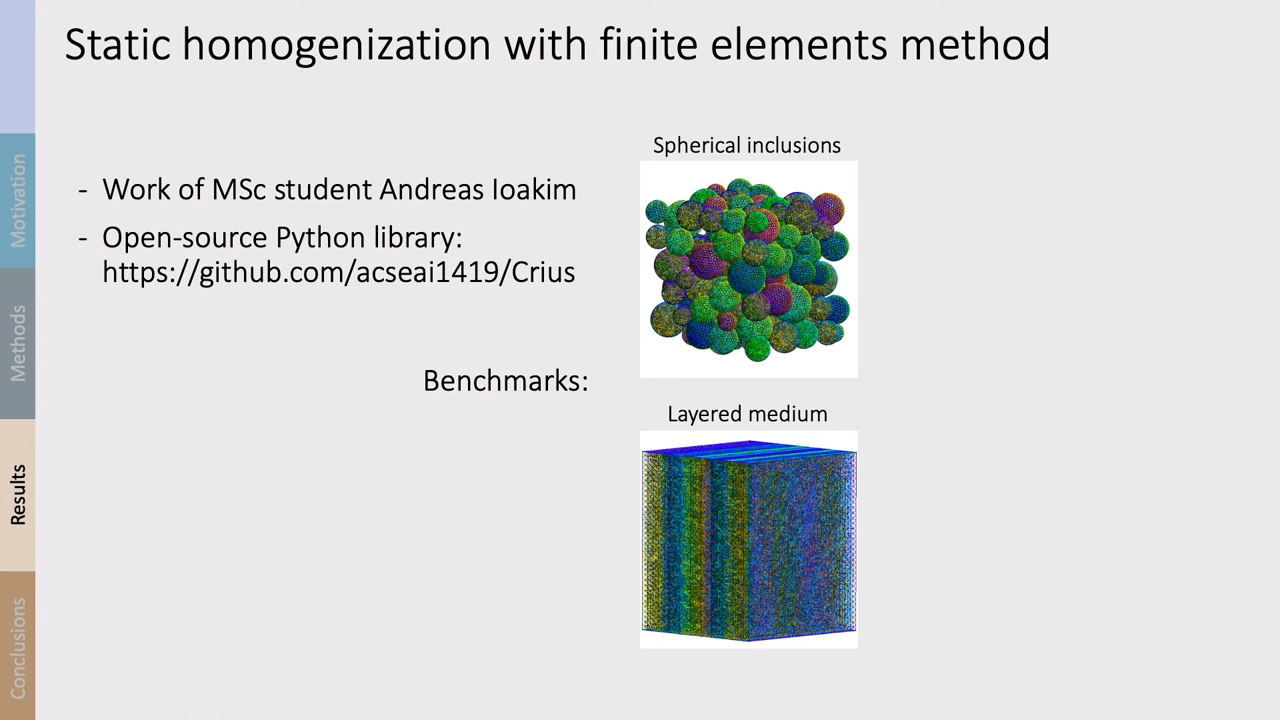 Static homogenization with finite elements method
Motivation
Methods
Results
Conclusions
- Work of MSc student Andreas Ioakim
- Open-source Python library:
https://github.com/acseai1419/Crius
Benchmarks:
Spherical inclusions
Layered medium